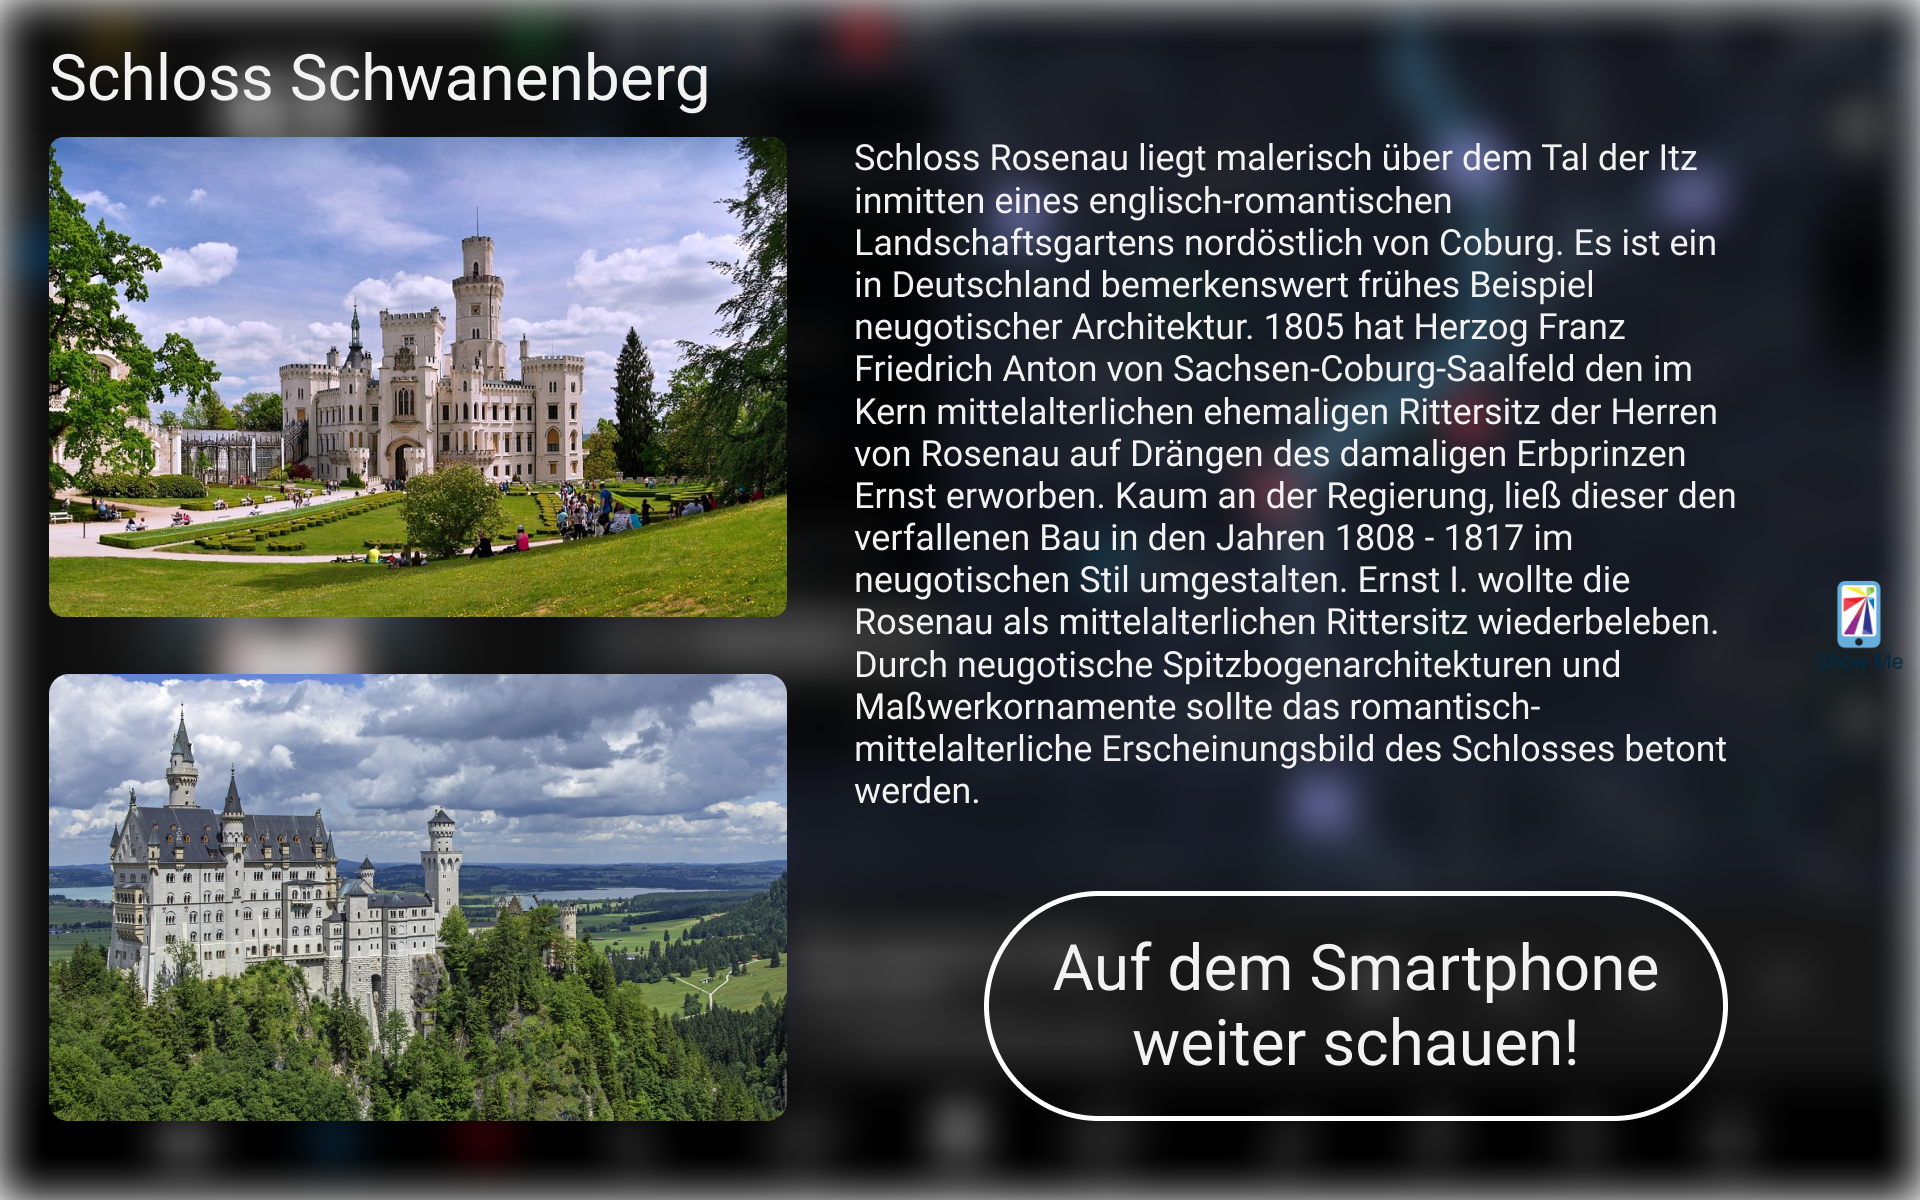 Schloss Schwanenberg
Schloss Rosenau liegt malerisch über dem Tal der Itz
inmitten eines englisch-romantischen
Landschaftsgartens nordöstlich von Coburg. Es ist ein
in Deutschland bemerkenswert frühes Beispiel
neugotischer Architektur. 1805 hat Herzog Franz
Friedrich Anton von Sachsen-Coburg-Saalfeld den im
Kern mittelalterlichen ehemaligen Rittersitz der Herren
von Rosenau auf Drängen des damaligen Erbprinzen
Ernst erworben. Kaum an der Regierung, ließ dieser den
verfallenen Bau in den Jahren 1808 - 1817 im
neugotischen Stil umgestalten. Ernst I. wollte die
Rosenau als mittelalterlichen Rittersitz wiederbeleben.
Durch neugotische Spitzbogenarchitekturen und
Maßwerkornamente sollte das romantisch-
mittelalterliche Erscheinungsbild des Schlosses betont
werden.
Show Me
Auf dem Smartphone
weiter schauen!